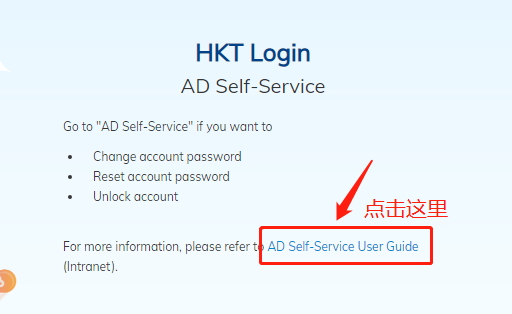 HKT Login
AD Self-Service
Go to "AD Self-Service" if you want to
• Change account password
• Reset account password
• Unlock account
点击这里
For more information, please refer to AD Self-Service User Guide
(Intranet).